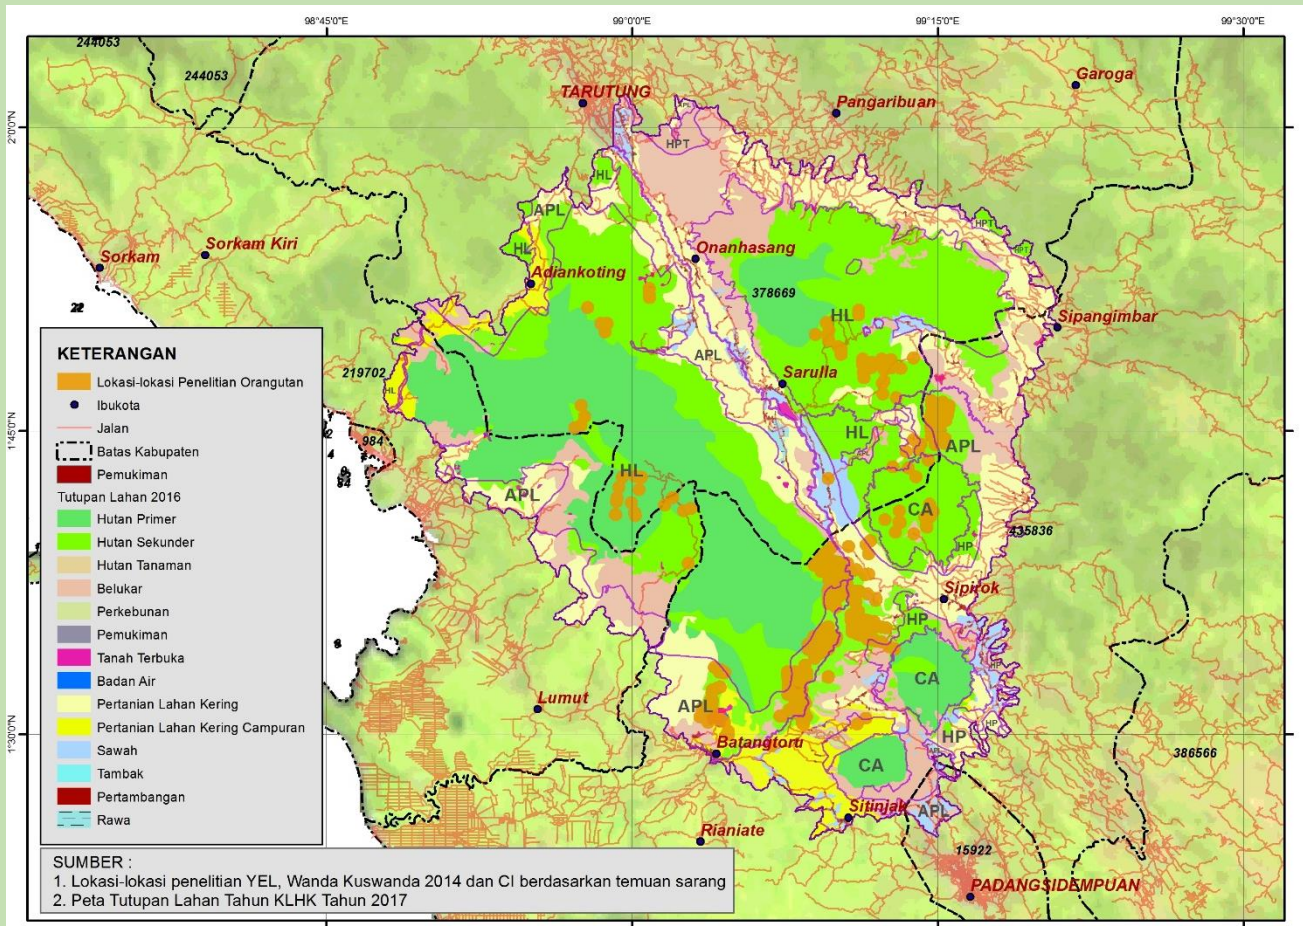 98°45'0"E 99°0'0"E 99°15'0"E 99°30'0"E
244053
244053
Garoga
TARUTUNG
Pangaribuan
2°0'0"N
HPT
HL
APL
HPT
HPT
Sorkam Kiri
Sorkam
HL
Onanhasang
Adiankoting
378669
22
HL
Sipangimbar
KETERANGAN
Lokasi-lokasi Penelitian Orangutan
Ibukota
Jalan
Batas Kabupaten
Pemukiman
Tutupan Lahan 2016
Hutan Primer
Hutan Sekunder
Hutan Tanaman
Belukar
Perkebunan
Pemukiman
Tanah Terbuka
Badan Air
Pertanian Lahan Kering
Pertanian Lahan Kering Campuran
Sawah
Tambak
Pertambangan
Rawa
219702
HL
APL
Sarulla
1°45'0"N
984
HL
APL
HL
APL
CA
435836
HP
Sipirok
HP
CA
HP
Lumut
APL
HP
HP
1°30'0"N
Batangtoru
386566
CA
Sitinjak
APL
Rianiate
15922
PADANGSIDEMPUAN
SUMBER :
1. Lokasi-lokasi penelitian YEL, Wanda Kuswanda 2014 dan CI berdasarkan temuan sarang
2. Peta Tutupan Lahan Tahun KLHK Tahun 2017